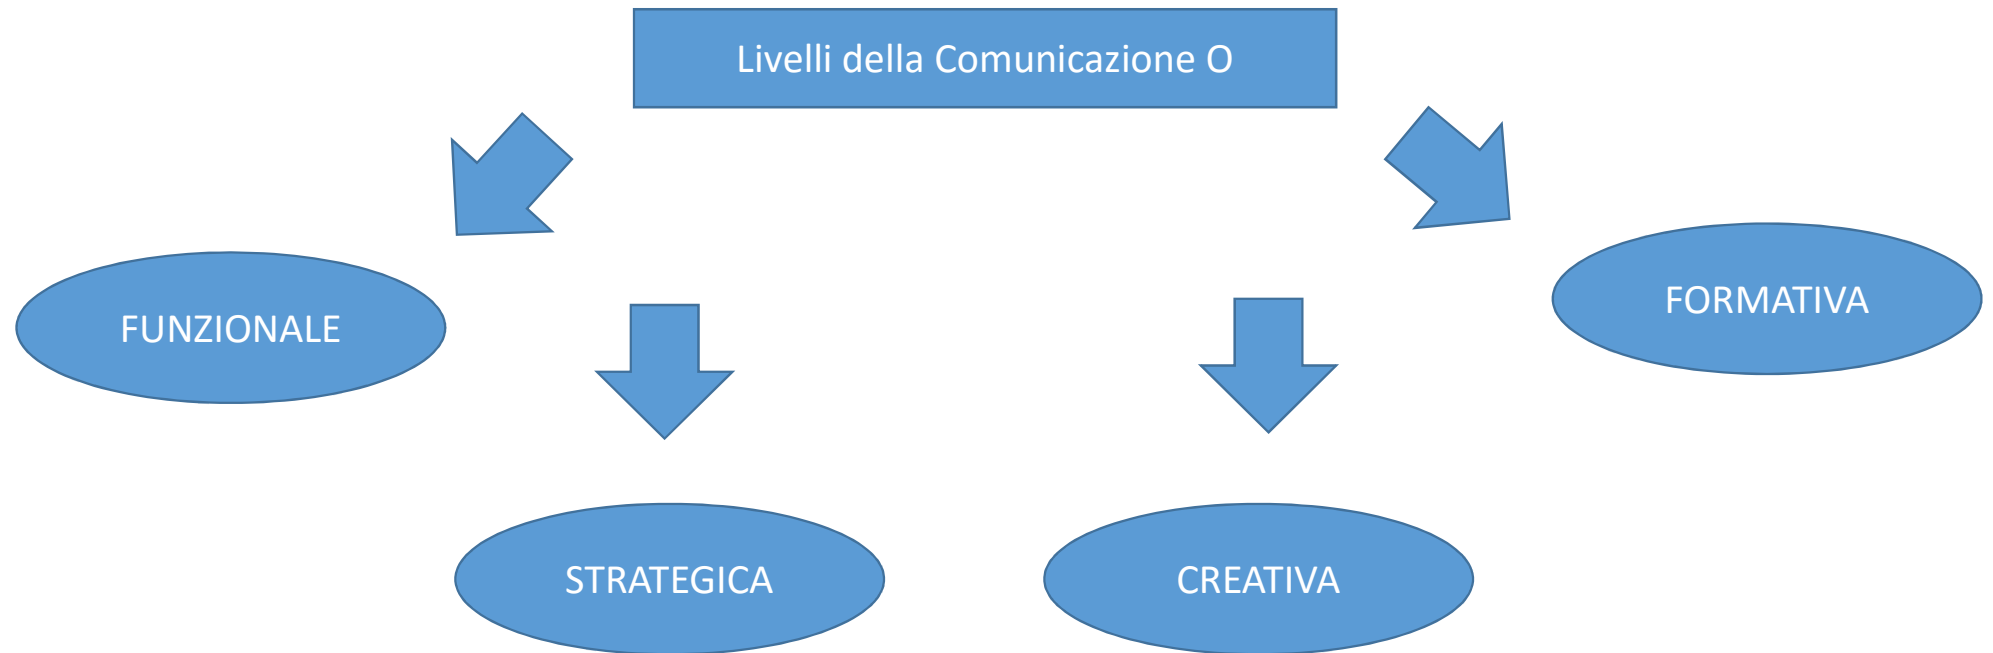 Livelli della Comunicazione O
FUNZIONALE
FORMATIVA
STRATEGICA
CREATIVA